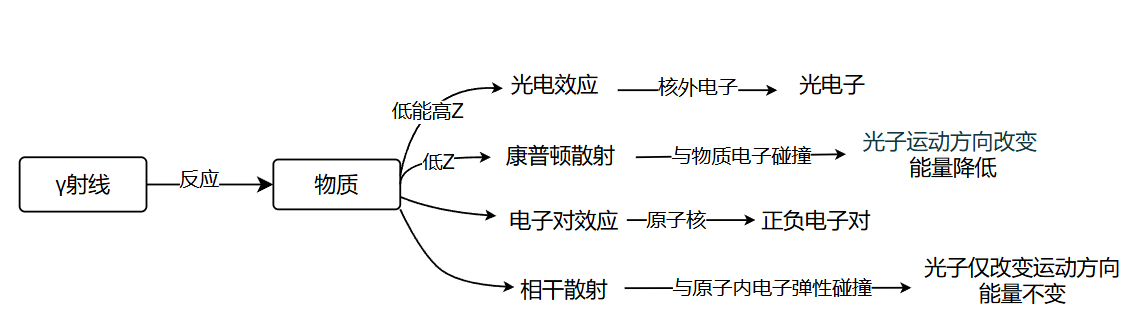 γ射线
反应
物质
低能高Z
光电效应
核外电子
光电子
低Z
康普顿散射
与物质电子碰撞
光子运动方向改变
能量降低
电子对效应
原子核
正负电子对
相干散射
与原子内电子弹性碰撞
光子仅改变运动方向
能量不变